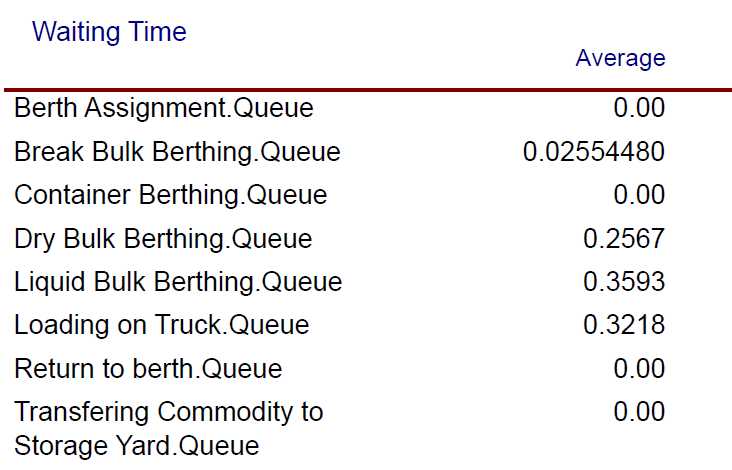 Waiting Time
Average
Berth Assignment.Queue 0.00
Break Bulk Berthing.Queue 0.02554480
Container Berthing.Queue 0.00
Dry Bulk Berthing.Queue 0.2567
Liquid Bulk Berthing.Queue 0.3593
Loading on Truck.Queue 0.3218
Return to berth.Queue 0.00
Transfering Commodity to 0.00
Storage Yard.Queue